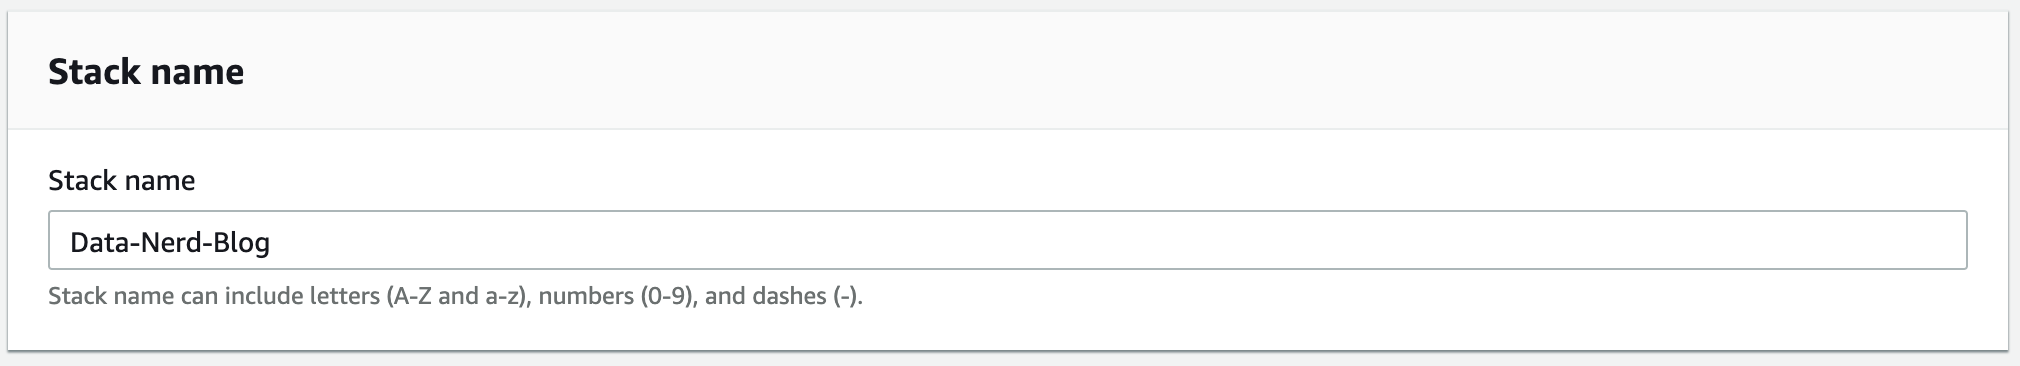 Stack name
Stack name
Data-Nerd-Blog
Stack name can include letters (A-Z and a-z), numbers (0-9), and dashes (-).